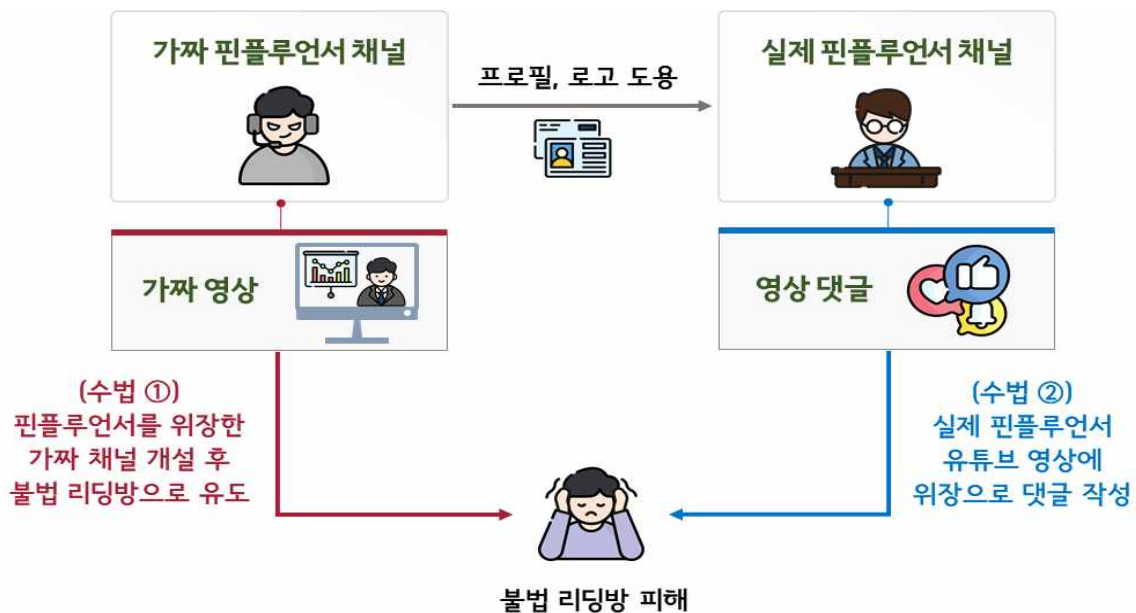 가짜 핀플루언서 채널
프로필, 로고 도용
실제 핀플루언서 채널
가짜 영상
영상 댓글
(수법 ①)
핀플루언서를 위장한
가짜 채널 개설 후
불법 리딩방으로 유도
(수법 ②)
실제 핀플루언서
유튜브 영상에
위장으로 댓글 작성
불법 리딩방 피해